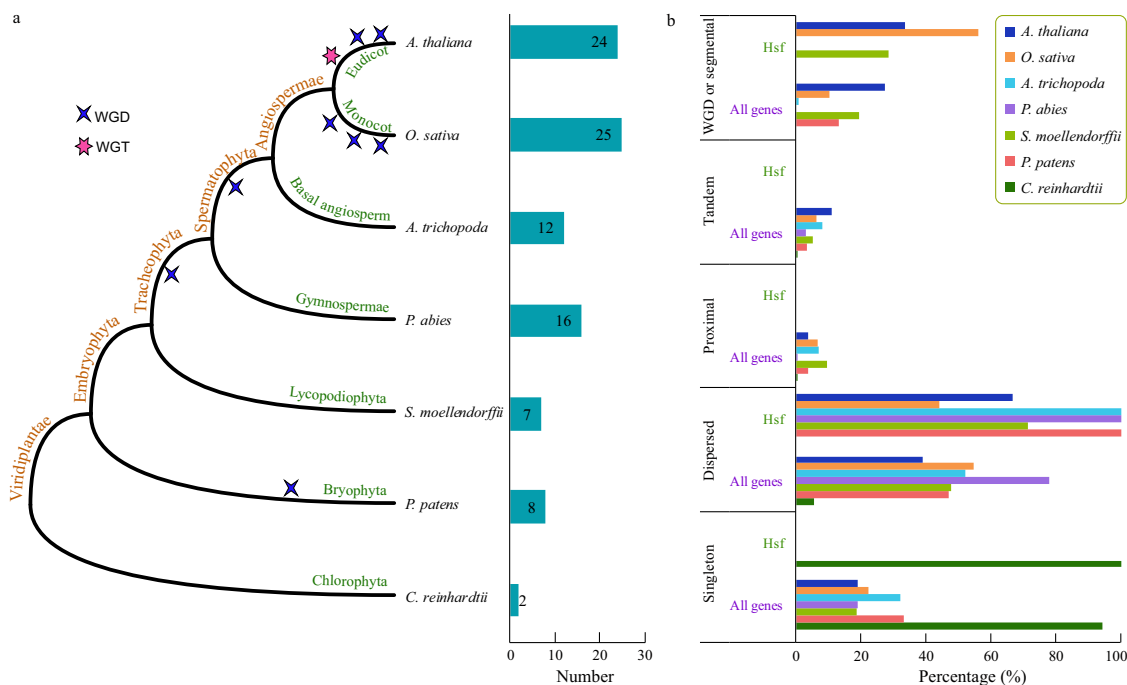 a
WGD
WGT
Viridiplantae
Embryophyta
Tracheophyta
Spermatophyta
Angiospermae
Eudicot
Monocot
Basal angiosperm
Gymnospermae
Lycopodiophyta
Bryophyta
Chlorophyta
A. thaliana
24
O. sativa
25
A. trichopoda
12
P. abies
16
S. moellendorffii
7
P. patens
8
C. reinhardtii
2
0 10 20 30
Number
b
WGD or segmental
Hsf
All genes
Tandem
Hsf
All genes
Proximal
Hsf
All genes
Dispersed
Hsf
All genes
Singleton
Hsf
All genes
0 20 40 60 80 100
Percentage (%)
A. thaliana
O. sativa
A. trichopoda
P. abies
S. moellendorffii
P. patens
C. reinhardtii